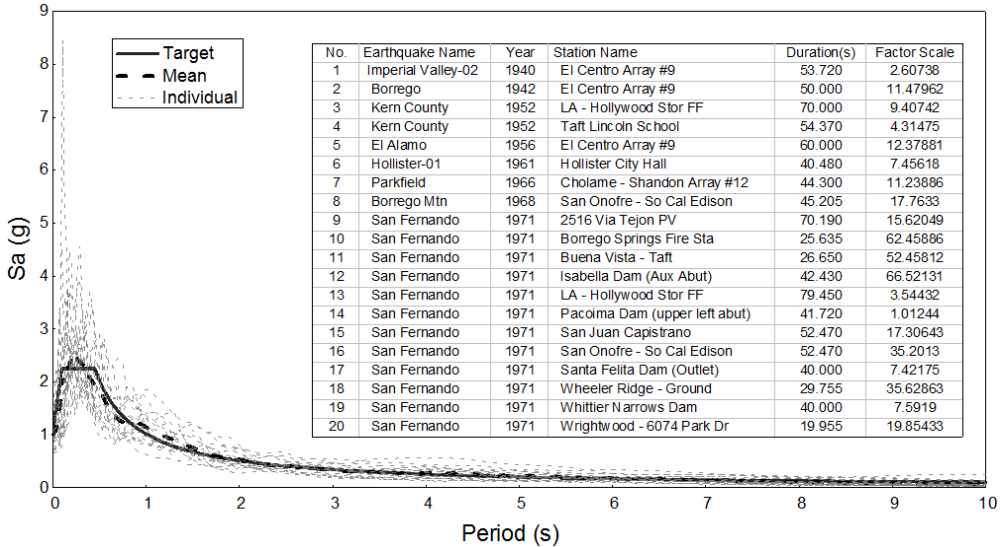 9
8
7
6
5
4
3
2
1
0
Sa (g)
Target
Mean
Individual
No. Earthquake Name Year Station Name Duration(s) Factor Scale
1 Imperial Valley-02 1940 El Centro Array #9 53.720 2.60738
2 Borrego 1942 El Centro Array #9 50.000 11.47962
3 Kern County 1952 LA - Hollywood Stor FF 70.000 9.40742
4 Kern County 1952 Taft Lincoln School 54.370 4.31475
5 El Alamo 1956 El Centro Array #9 60.000 12.37881
6 Hollister-01 1961 Hollister City Hall 40.480 7.45618
7 Parkfield 1966 Cholame - Shandon Array #12 44.300 11.23886
8 Borrego Mtn 1968 San Onofre - So Cal Edison 45.205 17.7633
9 San Fernando 1971 2516 Via Tejon PV 70.190 15.62049
10 San Fernando 1971 Borrego Springs Fire Sta 25.635 62.45886
11 San Fernando 1971 Buena Vista - Taft 26.650 52.45812
12 San Fernando 1971 Isabella Dam (Aux Abut) 42.430 66.52131
13 San Fernando 1971 LA - Hollywood Stor FF 79.450 3.54432
14 San Fernando 1971 Pacoima Dam (upper left abut) 41.720 1.01244
15 San Fernando 1971 San Juan Capistrano 52.470 17.30643
16 San Fernando 1971 San Onofre - So Cal Edison 52.470 35.2013
17 San Fernando 1971 Santa Felita Dam (Outlet) 40.000 7.42175
18 San Fernando 1971 Wheeler Ridge - Ground 29.755 35.62863
19 San Fernando 1971 Whittier Narrows Dam 40.000 7.5919
20 San Fernando 1971 Wrightwood - 6074 Park Dr 19.955 19.85433
0 1 2 3 4 5 6 7 8 9 10
Period (s)